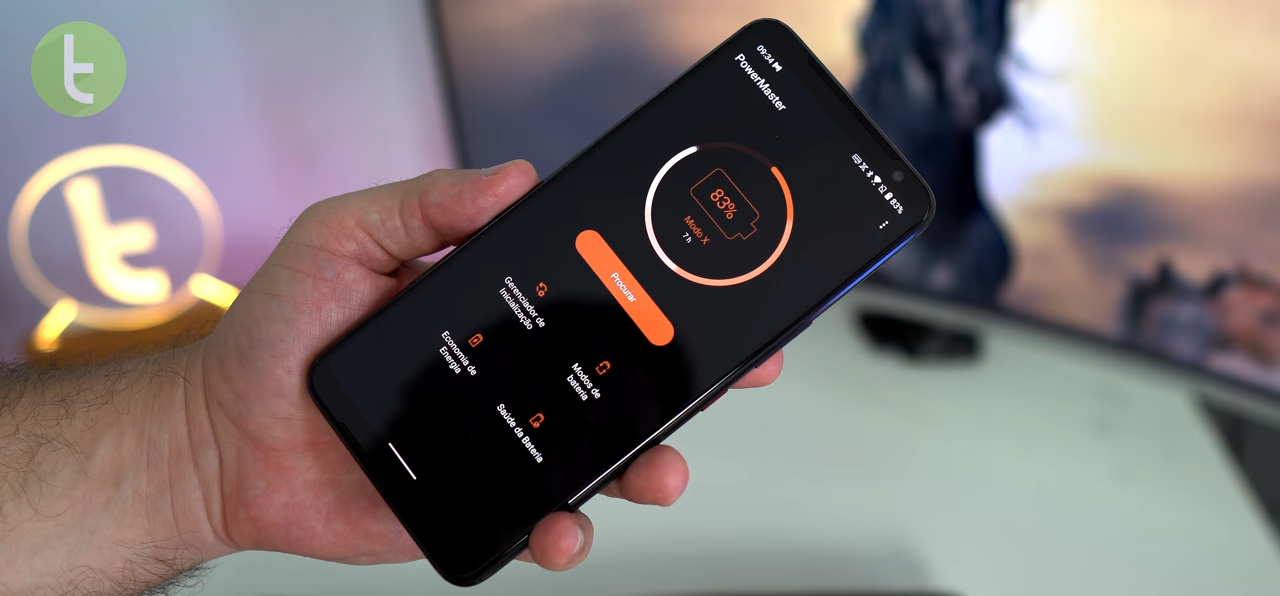 t
t
09:34
PowerMaster
83%
83%
Modo X
7 h
Procurar
Gerenciador de
Inicialização
Economia de
Energia
Modos de
bateria
Saúde da Bateria